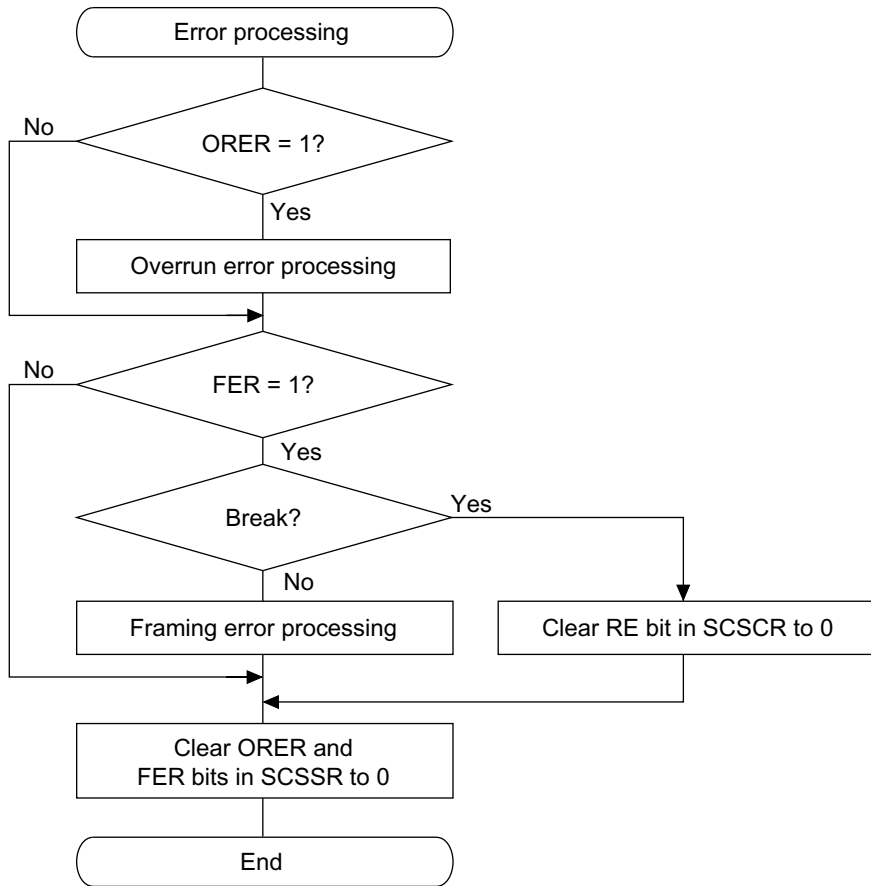 Error processing
No
ORER = 1?
Yes
Overrun error processing
No
FER = 1?
Yes
Break?
Yes
No
Framing error processing
Clear RE bit in SCSCR to 0
Clear ORER and
FER bits in SCSSR to 0
End